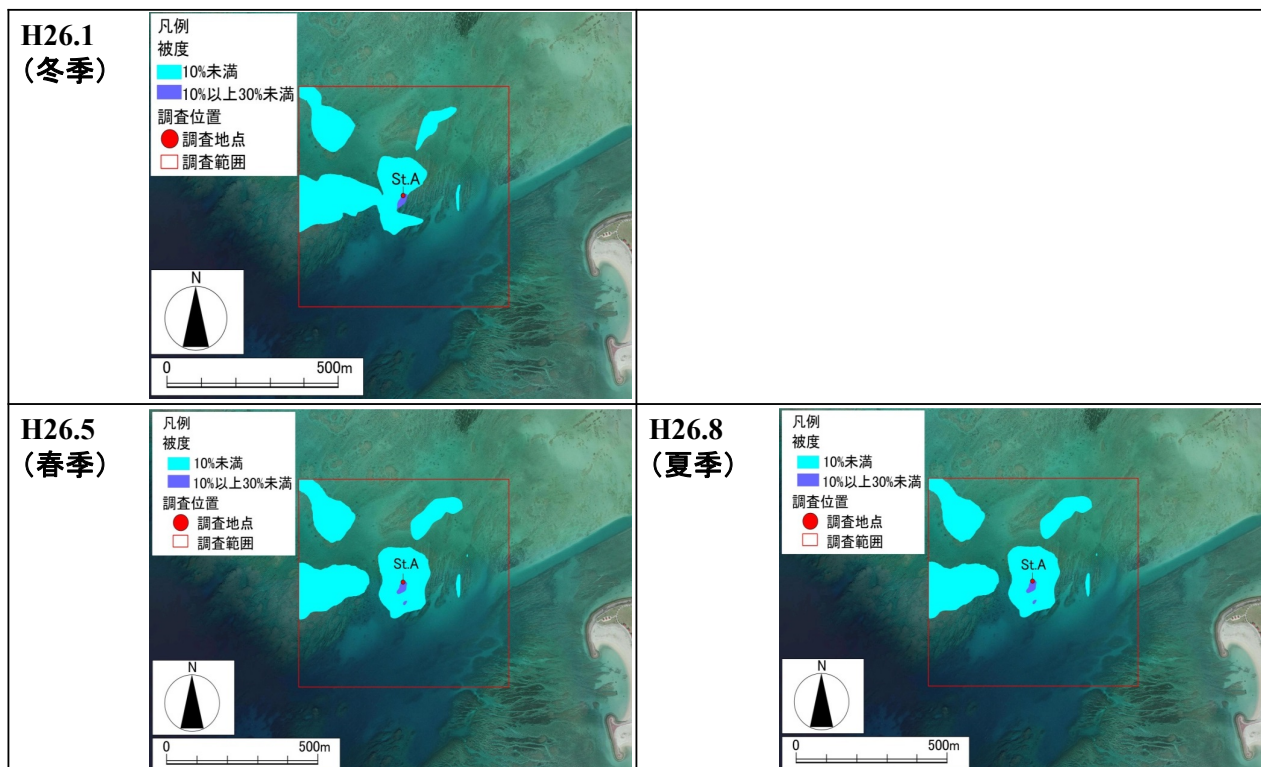 H26.1
(冬季)
凡例
被度
10%未満
10%以上30%未満
調査位置
調査地点
調査範囲
St.A
N
0 500m
H26.5
(春季)
凡例
被度
10%未満
10%以上30%未満
調査位置
調査地点
調査範囲
St.A
N
0 500m
H26.8
(夏季)
凡例
被度
10%未満
10%以上30%未満
調査位置
調査地点
調査範囲
St.A
N
0 500m